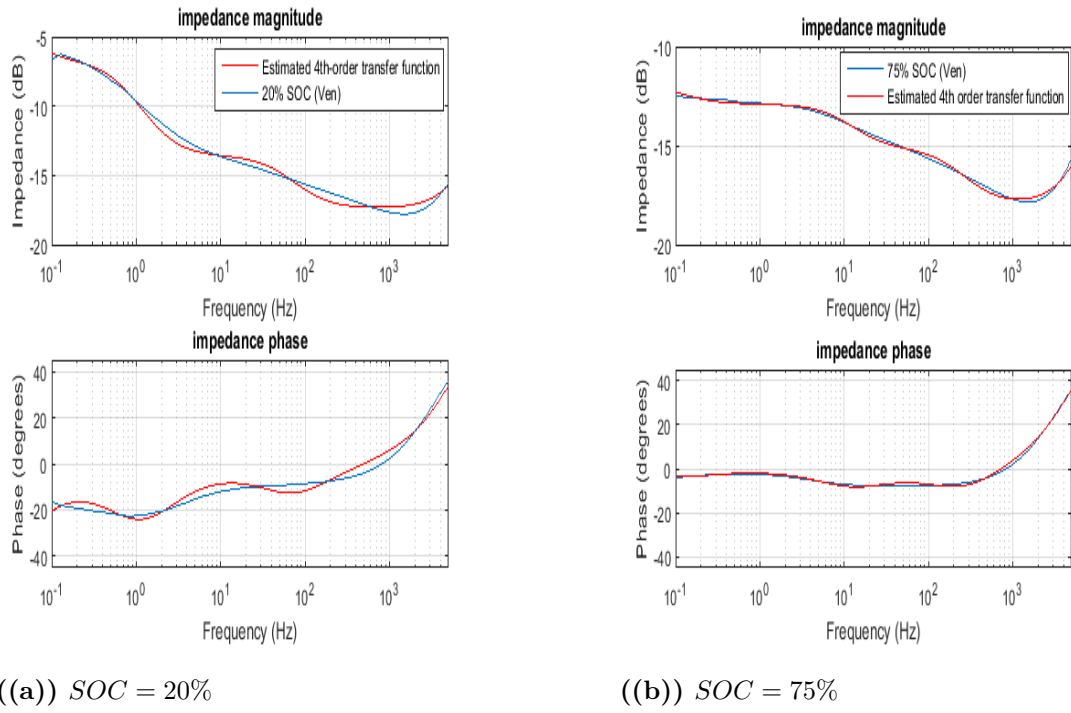 impedance magnitude
Impedance (dB)
-5
-10
-15
-20
Estimated 4th-order transfer function
20% SOC (Ven)
10^-1
10^0
10^1
10^2
10^3
Frequency (Hz)
impedance phase
Phase (degrees)
40
20
0
-20
-40
10^-1
10^0
10^1
10^2
10^3
Frequency (Hz)
((a)) SOC = 20%
impedance magnitude
Impedance (dB)
-10
-15
-20
75% SOC (Ven)
Estimated 4th order transfer function
10^-1
10^0
10^1
10^2
10^3
Frequency (Hz)
impedance phase
Phase (degrees)
40
20
0
-20
-40
10^-1
10^0
10^1
10^2
10^3
Frequency (Hz)
((b)) SOC = 75%